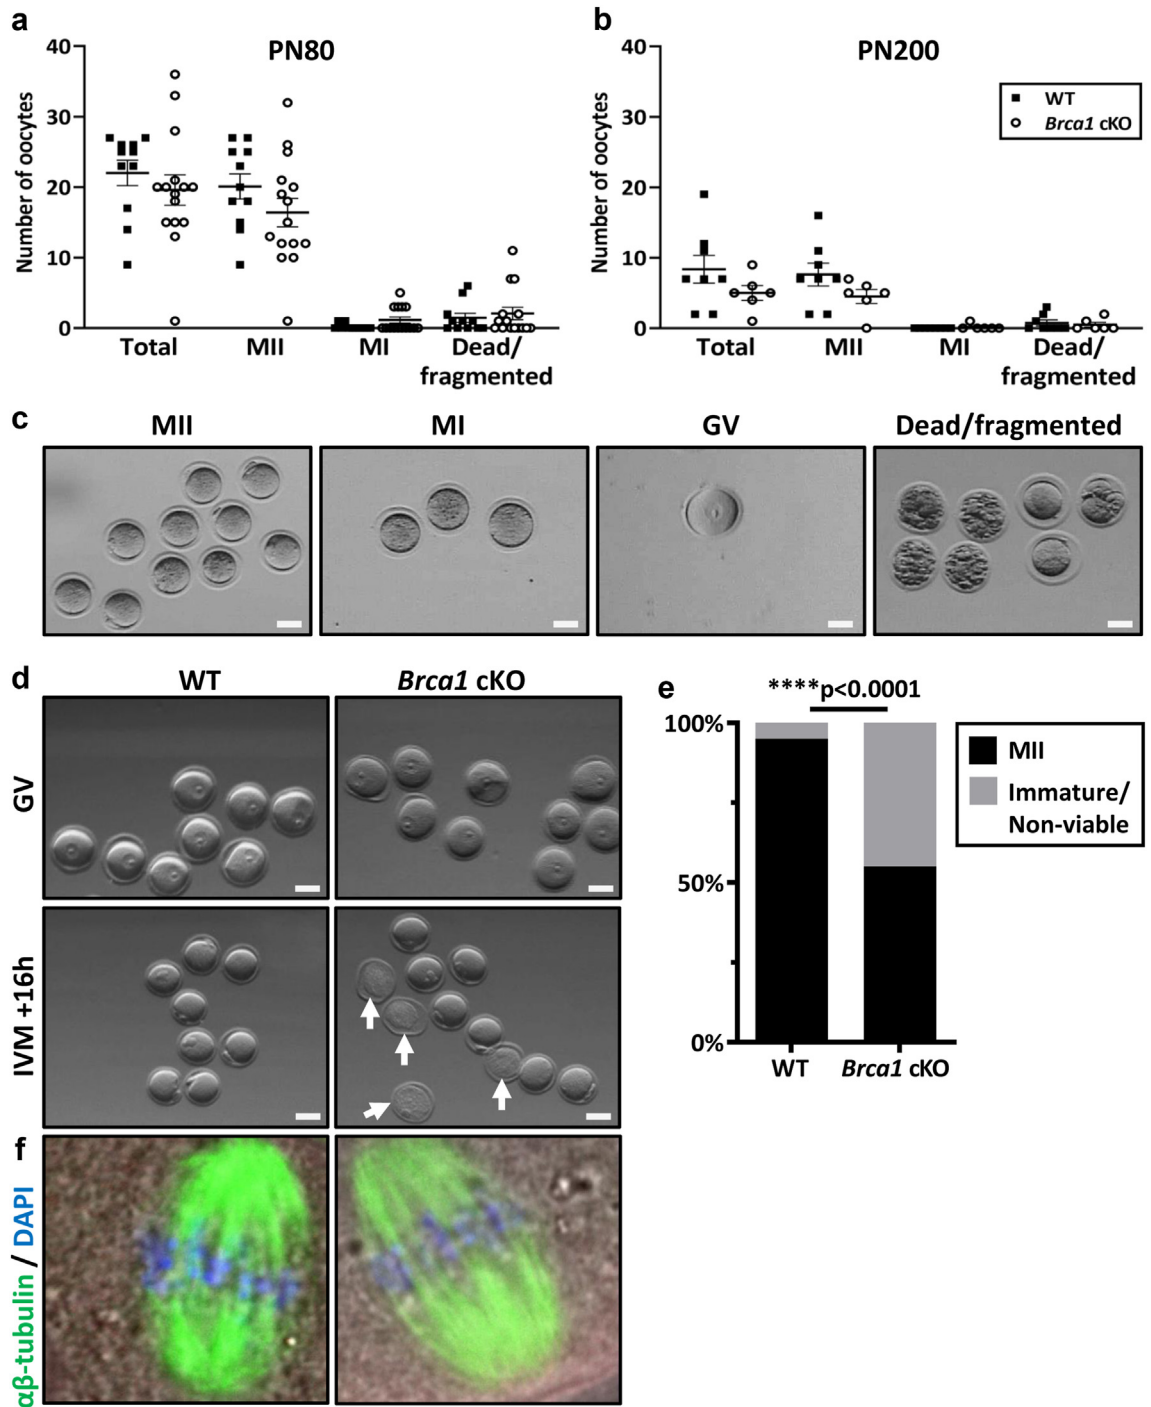 a
PN80
40
30
20
10
0
Number of oocytes
Total
MII
MI
Dead/
fragmented
b
PN200
40
30
20
10
0
Number of oocytes
WT
Brca1 cKO
Total
MII
MI
Dead/
fragmented
c
MII
MI
GV
Dead/fragmented
d
WT
Brca1 cKO
GV
IVM +16h
e
****p<0.0001
100%
50%
0%
WT
Brca1 cKO
MII
Immature/
Non-viable
f
αβ-tubulin / DAPI